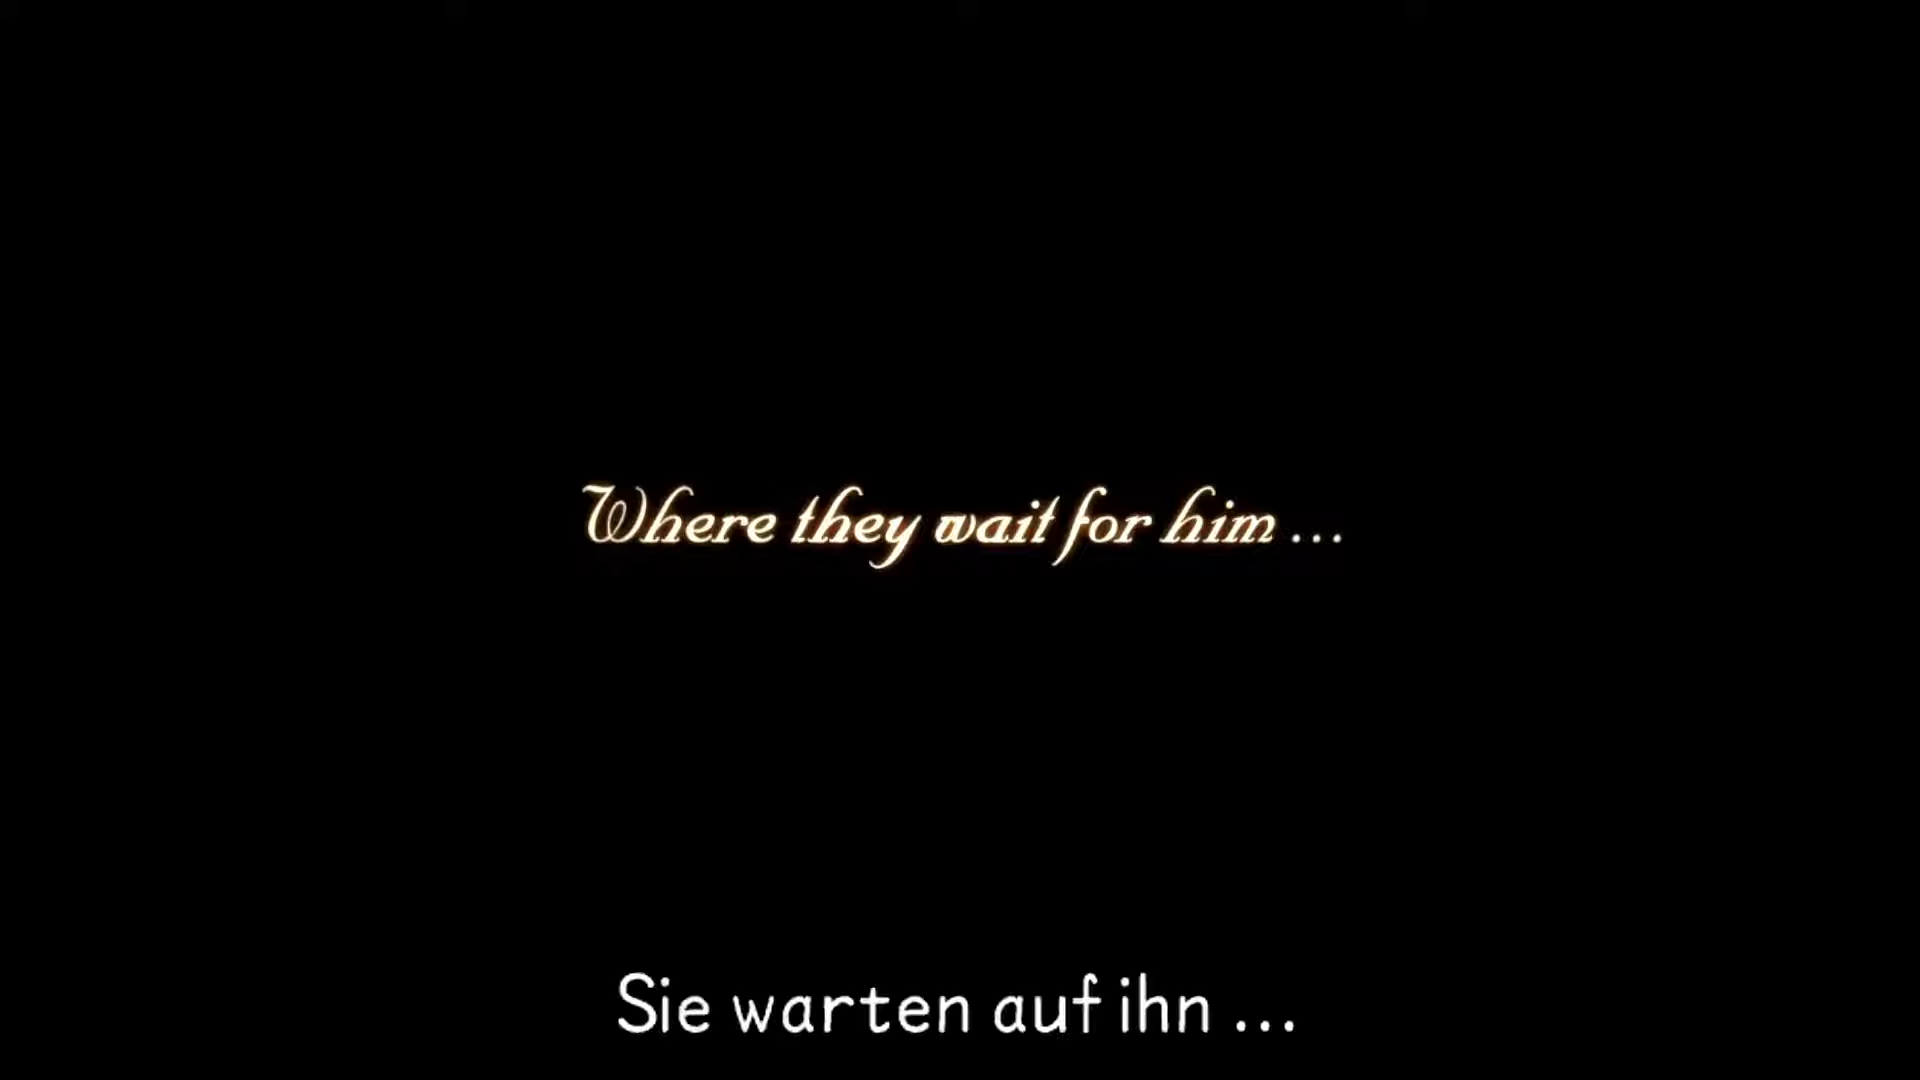 Where they wait for him ...
Sie warten auf ihn ...